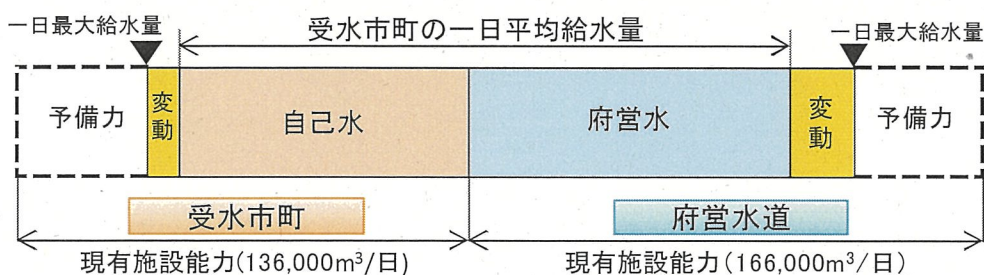 一日最大給水量
受水市町の一日平均給水量
一日最大給水量
予備力
変動
自己水
府営水
変動
予備力
受水市町
府営水道
現有施設能力(136,000m³/日)
現有施設能力(166,000m³/日)